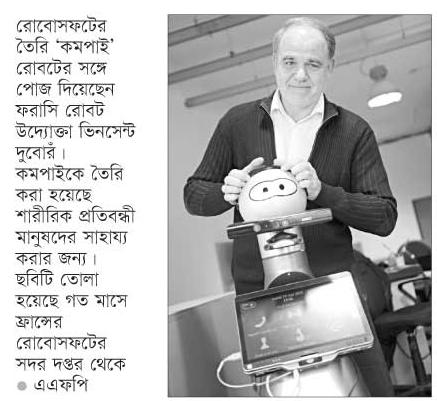 রোবোসফটের
তৈরি ‘কমপাই’
রোবটের সঙ্গে
পোজ দিয়েছেন
ফরাসি রোবট
উদ্যোক্তা ভিনসেন্ট
দুবোরঁ।
কমপাইকে তৈরি
করা হয়েছে
শারীরিক প্রতিবন্ধী
মানুষদের সাহায্য
করার জন্য।
ছবিটি তোলা
হয়েছে গত মাসে
ফ্রান্সের
রোবোসফটের
সদর দপ্তর থেকে
● এএফপি